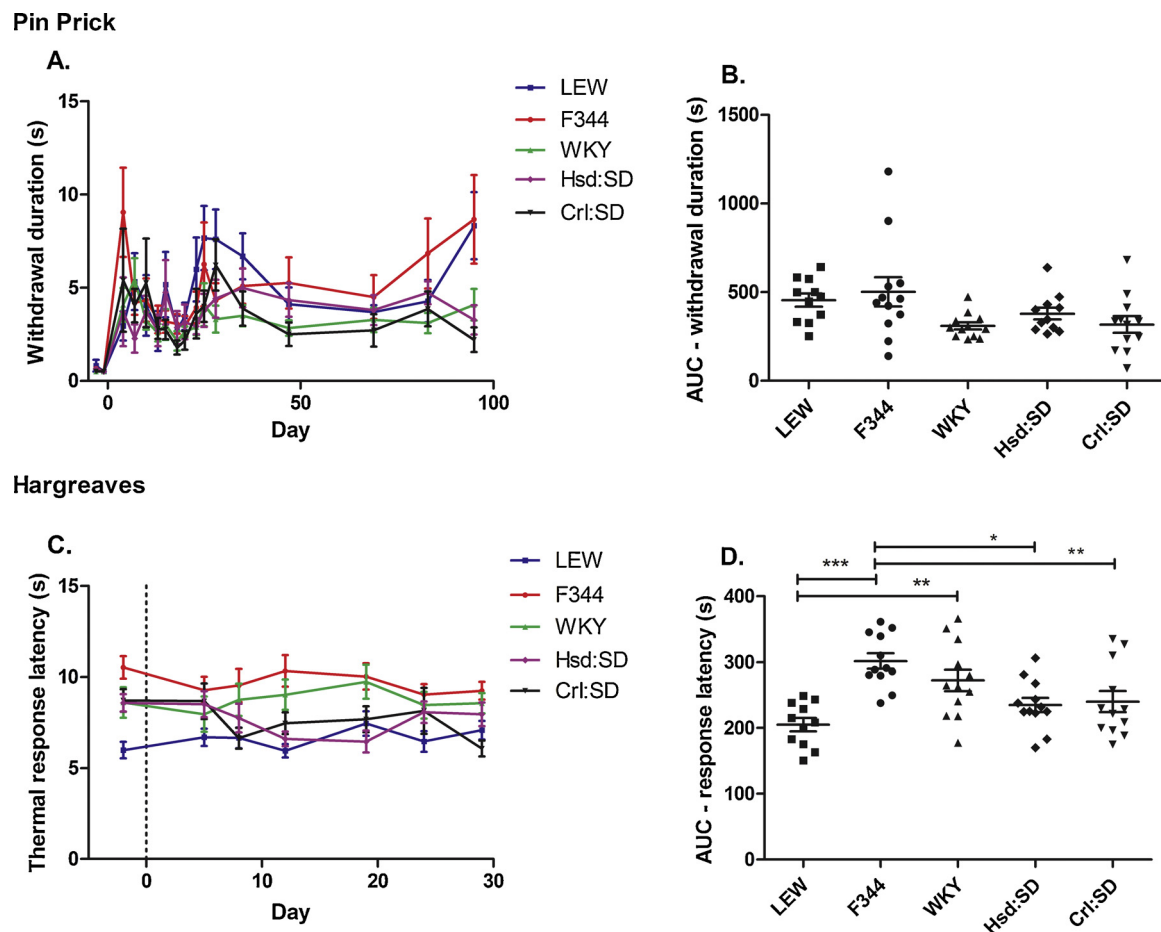 Pin Prick
A.
Withdrawal duration (s)
15
10
5
0
0
50
100
Day
LEW
F344
WKY
Hsd:SD
Crl:SD
B.
AUC - withdrawal duration (s)
1500
1000
500
0
LEW
F344
WKY
Hsd:SD
Crl:SD
Hargreaves
C.
Thermal response latency (s)
15
10
5
0
0
10
20
30
Day
LEW
F344
WKY
Hsd:SD
Crl:SD
D.
*
***
**
**
AUC - response latency (s)
400
300
200
100
0
LEW
F344
WKY
Hsd:SD
Crl:SD